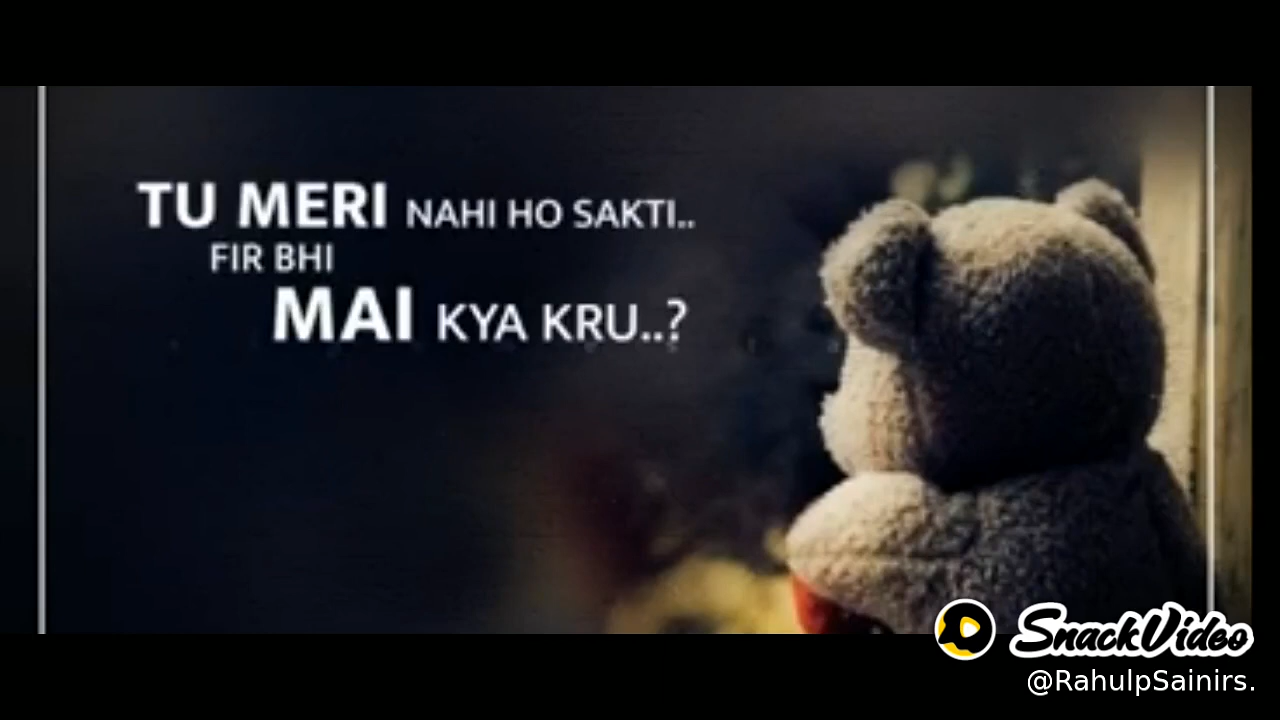 TU MERI NAHI HO SAKTI..
FIR BHI
MAI KYA KRU..?
SnackVideo
@RahulpSainirs.